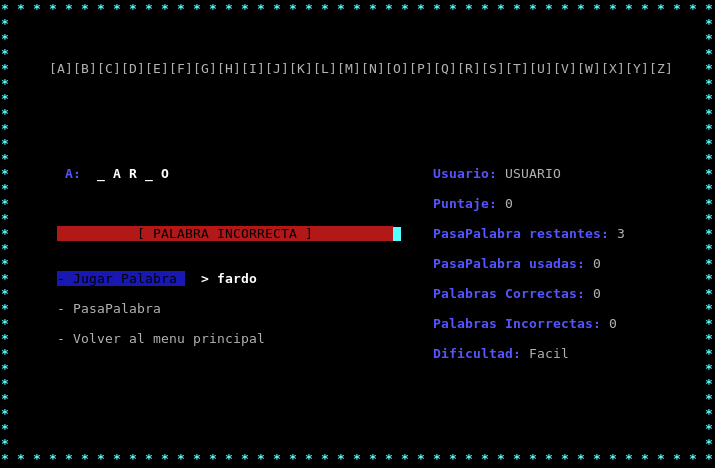 [A][B][C][D][E][F][G][H][I][J][K][L][M][N][O][P][Q][R][S][T][U][V][W][X][Y][Z]
A: _ A R _ O
Usuario: USUARIO
Puntaje: 0
[ PALABRA INCORRECTA ]
PasaPalabra restantes: 3
PasaPalabra usadas: 0
- Jugar Palabra > fardo
Palabras Correctas: 0
- PasaPalabra
Palabras Incorrectas: 0
- Volver al menu principal
Dificultad: Facil